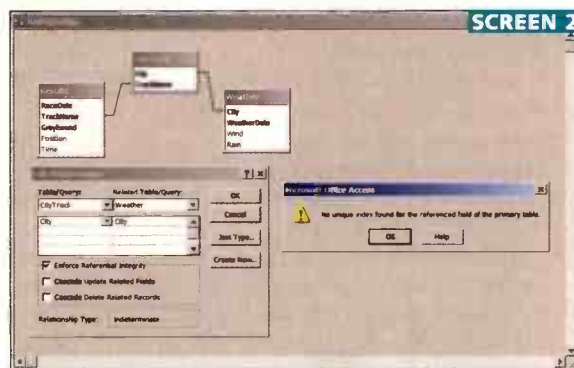 SCREEN 2
Results
RaceDate
TrackName
Greyhound
Position
Time
City
Weather
City
WeatherDate
Wind
Rain
Table/Query:
Related Table/Query:
CityTrack
Weather
City
City
OK
Cancel
Join Type...
Create New...
Enforce Referential Integrity
Cascade Update Related Fields
Cascade Delete Related Records
Relationship Type:
Indeterminate
Microsoft Office Access
No unique index found for the referenced field of the primary table.
OK
Help